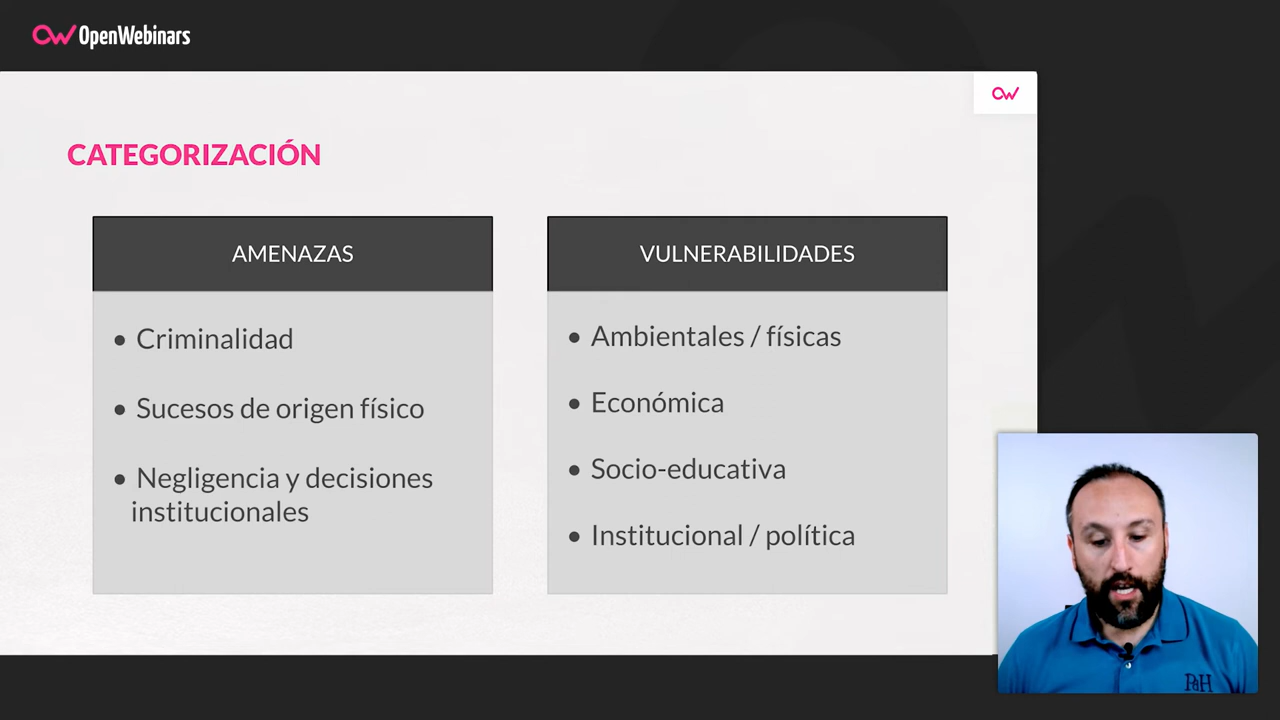 OpenWebinars
CATEGORIZACIÓN
AMENAZAS
• Criminalidad
• Sucesos de origen físico
• Negligencia y decisiones
institucionales
VULNERABILIDADES
• Ambientales / físicas
• Económica
• Socio-educativa
• Institucional / política
P&H